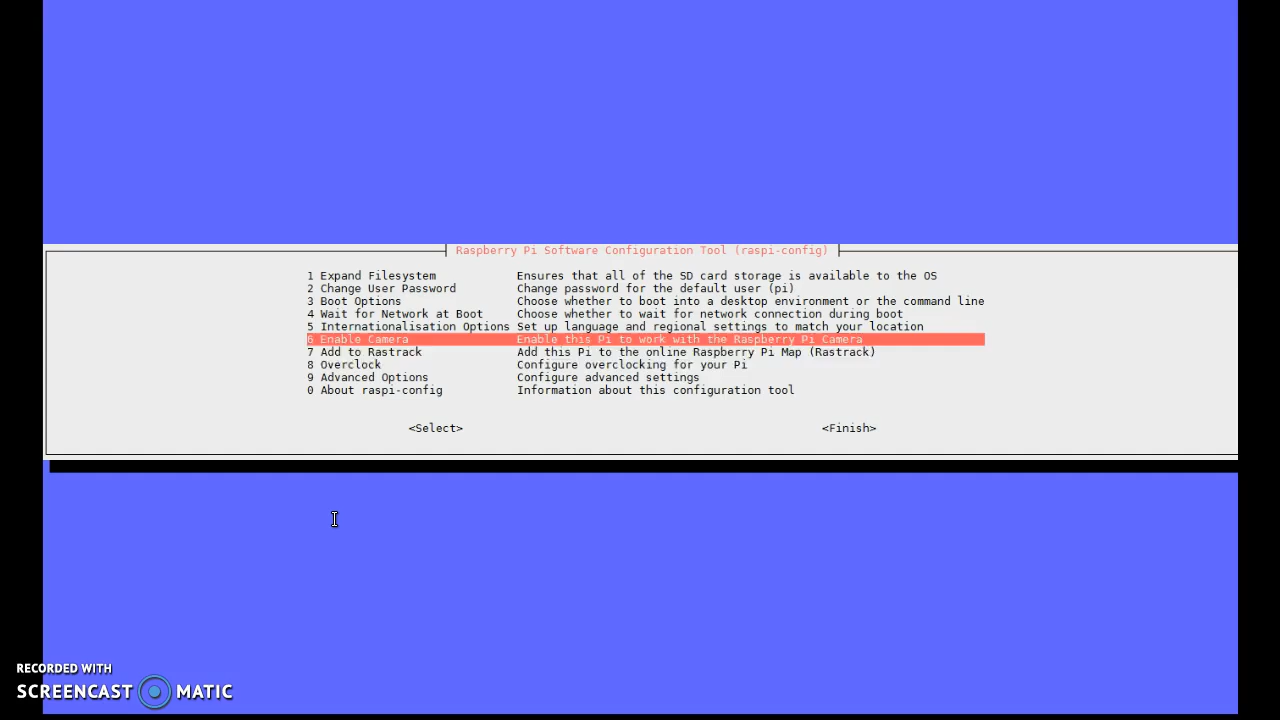 Raspberry Pi Software Configuration Tool (raspi-config)
1 Expand Filesystem Ensures that all of the SD card storage is available to the OS
2 Change User Password Change password for the default user (pi)
3 Boot Options Choose whether to boot into a desktop environment or the command line
4 Wait for Network at Boot Choose whether to wait for network connection during boot
5 Internationalisation Options Set up language and regional settings to match your location
6 Enable Camera Enable this Pi to work with the Raspberry Pi Camera
7 Add to Rastrack Add this Pi to the online Raspberry Pi Map (Rastrack)
8 Overclock Configure overclocking for your Pi
9 Advanced Options Configure advanced settings
0 About raspi-config Information about this configuration tool
<Select> <Finish>
RECORDED WITH
SCREENCAST MATIC